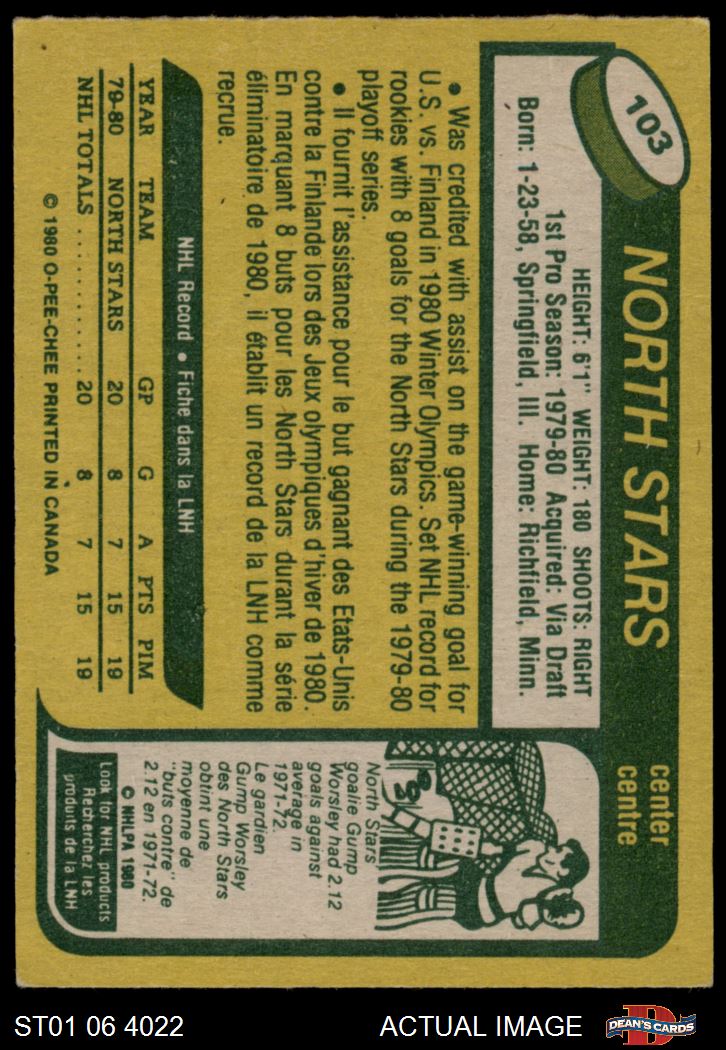 103
NORTH STARS
center
centre
HEIGHT: 6'1" WEIGHT: 180 SHOOTS: RIGHT
1st Pro Season: 1979-80 Acquired: Via Draft
Born: 1-23-58, Springfield, Ill. Home: Richfield, Minn.
• Was credited with assist on the game-winning goal for
U.S. vs. Finland in 1980 Winter Olympics. Set NHL record for
rookies with 8 goals for the North Stars during the 1979-80
playoff series.
• Il fournit l'assistance pour le but gagnant des Etats-Unis
contre la Finlande lors des Jeux olympiques d'hiver de 1980.
En marquant 8 buts pour les North Stars durant la série
éliminatoire de 1980, il établit un record de la LNH comme
recrue.
NHL Record • Fiche dans la LNH
YEAR TEAM GP G A PTS PIM
79-80 NORTH STARS 20 8 7 15 19
NHL TOTALS .......... 20 8 7 15 19
© 1980 O-PEE-CHEE PRINTED IN CANADA
North Stars'
goalie Gump
Worsley had 2.12
goals against
average in
1971-72.
Le gardien
Gump Worsley
des North Stars
obtint une
moyenne de
"buts contre" de
2.12 en 1971-72.
© NHLPA 1980
Look for NHL products
Recherchez les
produits de la LNH
ST01 06 4022
ACTUAL IMAGE
D
DEAN'S CARDS